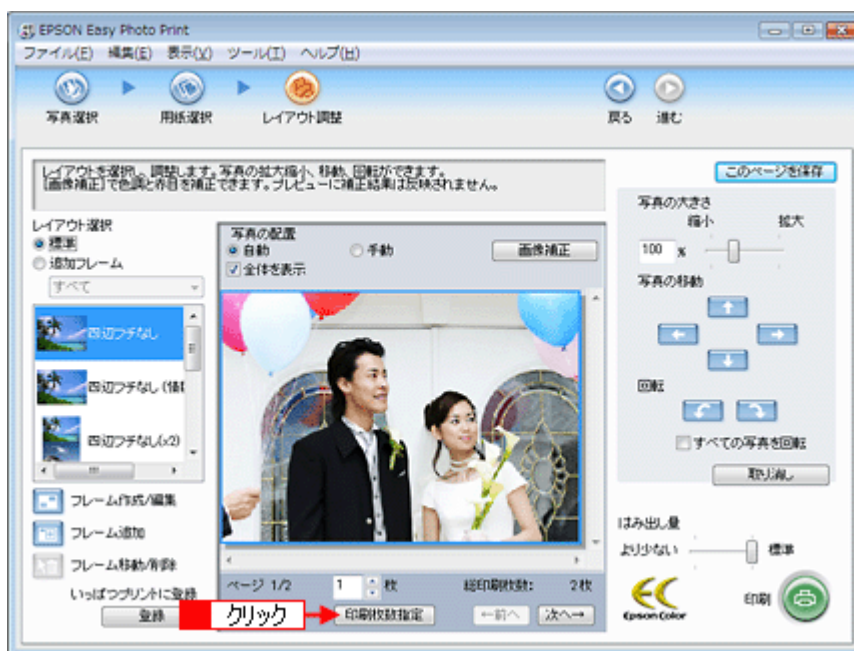 EPSON Easy Photo Print
ファイル(F) 編集(E) 表示(V) ツール(T) ヘルプ(H)
写真選択 用紙選択 レイアウト調整 戻る 進む
レイアウトを選択し、調整します。写真の拡大縮小、移動、回転ができます。
[画像補正]で色調と赤目を補正できます。プレビューに補正結果は反映されません。
このページを保存
レイアウト選択
標準
追加フレーム
すべて
四辺フチなし
四辺フチなし (情報
四辺フチなし(x2)
フレーム作成/編集
フレーム追加
フレーム移動/削除
いっぱつプリントに登録
登録
写真の配置
自動 手動 画像補正
全体を表示
ページ 1/2 1 枚 総印刷枚数: 2枚
クリック 印刷枚数指定 ←前へ 次へ→
写真の大きさ
縮小 拡大
100 %
写真の移動
回転
すべての写真を回転
取り消し
はみ出し量
より少ない 標準
Epson Color 印刷